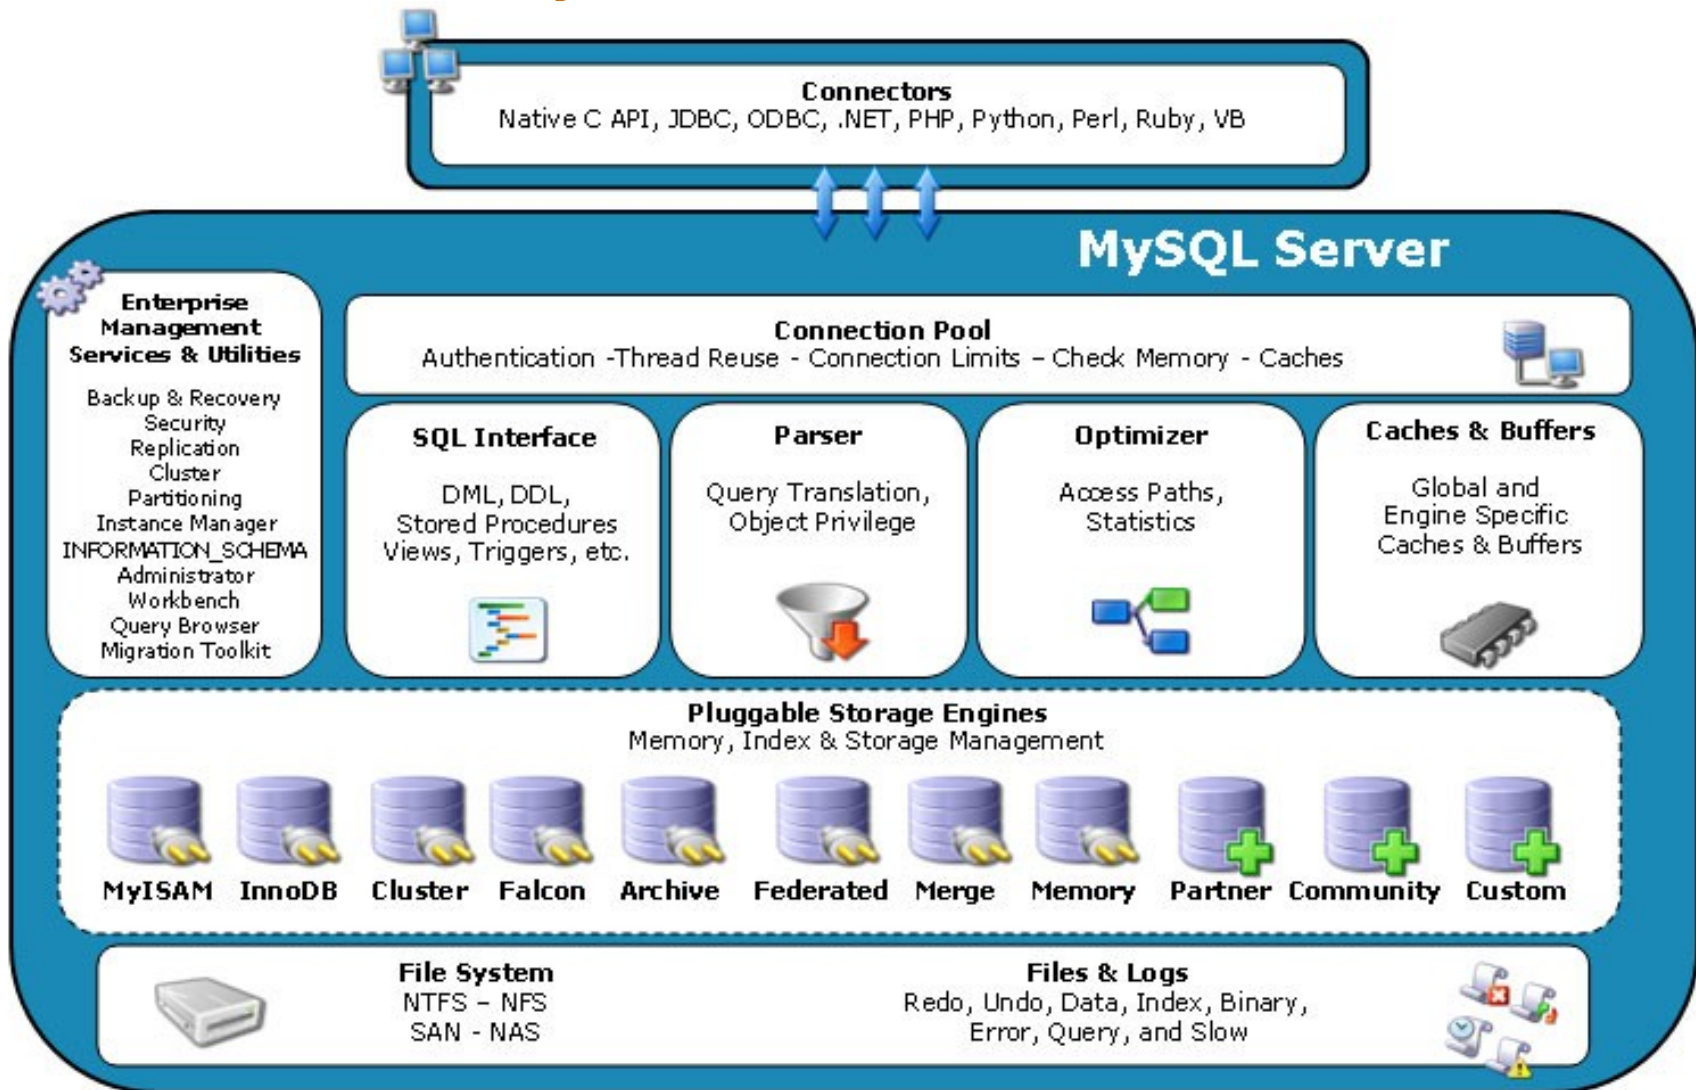 Connectors
Native C API, JDBC, ODBC, .NET, PHP, Python, Perl, Ruby, VB
MySQL Server
Enterprise
Management
Services & Utilities
Backup & Recovery
Security
Replication
Cluster
Partitioning
Instance Manager
INFORMATION_SCHEMA
Administrator
Workbench
Query Browser
Migration Toolkit
Connection Pool
Authentication -Thread Reuse - Connection Limits – Check Memory - Caches
SQL Interface
DML, DDL,
Stored Procedures
Views, Triggers, etc.
Parser
Query Translation,
Object Privilege
Optimizer
Access Paths,
Statistics
Caches & Buffers
Global and
Engine Specific
Caches & Buffers
Pluggable Storage Engines
Memory, Index & Storage Management
MyISAM InnoDB Cluster Falcon Archive Federated Merge Memory Partner Community Custom
File System
NTFS – NFS
SAN - NAS
Files & Logs
Redo, Undo, Data, Index, Binary,
Error, Query, and Slow